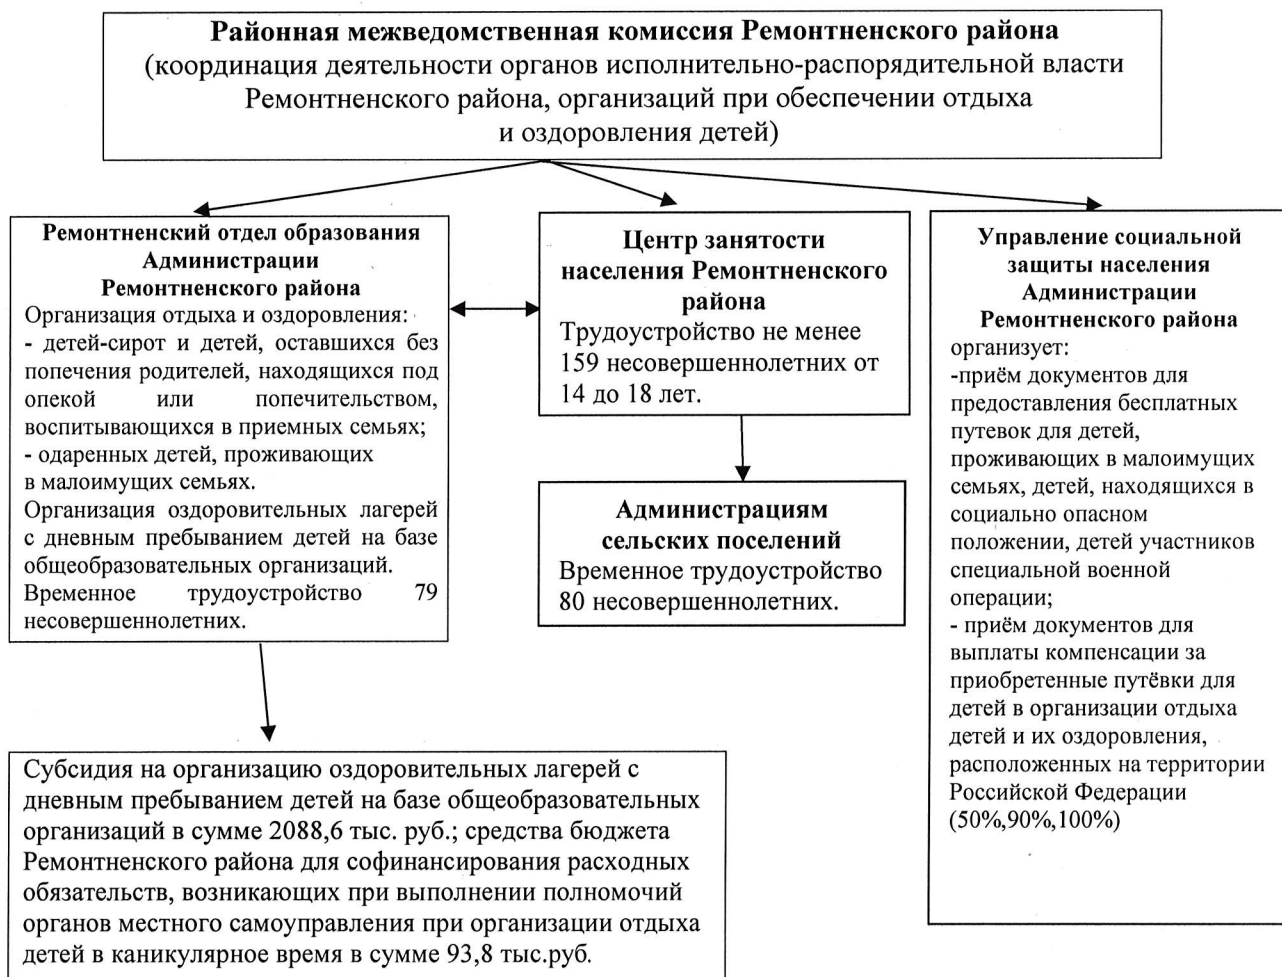 Районная межведомственная комиссия Ремонтненского района
(координация деятельности органов исполнительно-распорядительной власти
Ремонтненского района, организаций при обеспечении отдыха
и оздоровления детей)
Ремонтненский отдел образования
Администрации
Ремонтненского района
Организация отдыха и оздоровления:
- детей-сирот и детей, оставшихся без
попечения родителей, находящихся под
опекой или попечительством,
воспитывающихся в приемных семьях;
- одаренных детей, проживающих
в малоимущих семьях.
Организация оздоровительных лагерей
с дневным пребыванием детей на базе
общеобразовательных организаций.
Временное трудоустройство 79
несовершеннолетних.
Центр занятости
населения Ремонтненского
района
Трудоустройство не менее
159 несовершеннолетних от
14 до 18 лет.
Администрациям
сельских поселений
Временное трудоустройство
80 несовершеннолетних.
Управление социальной
защиты населения
Администрации
Ремонтненского района
организует:
-приём документов для
предоставления бесплатных
путевок для детей,
проживающих в малоимущих
семьях, детей, находящихся в
социально опасном
положении, детей участников
специальной военной
операции;
- приём документов для
выплаты компенсации за
приобретенные путёвки для
детей в организации отдыха
детей и их оздоровления,
расположенных на территории
Российской Федерации
(50%,90%,100%)
Субсидия на организацию оздоровительных лагерей с
дневным пребыванием детей на базе общеобразовательных
организаций в сумме 2088,6 тыс. руб.; средства бюджета
Ремонтненского района для софинансирования расходных
обязательств, возникающих при выполнении полномочий
органов местного самоуправления при организации отдыха
детей в каникулярное время в сумме 93,8 тыс.руб.